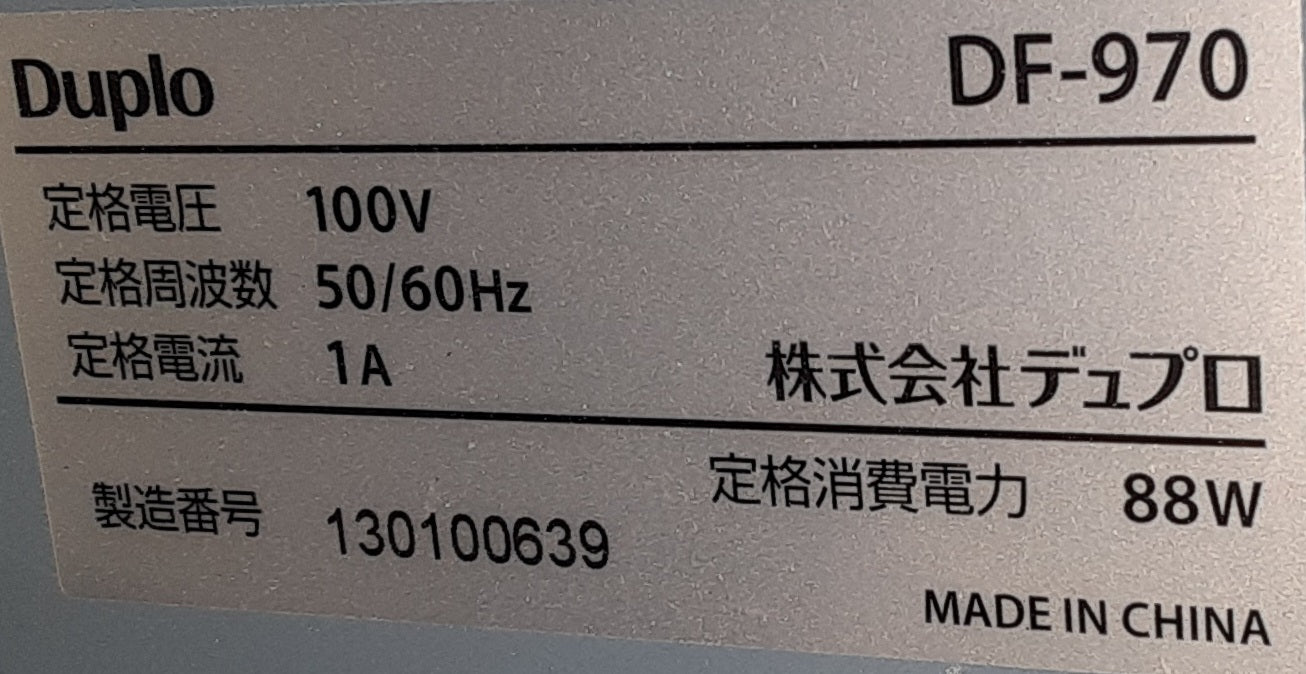 Duplo DF-970
定格電圧 100V
定格周波数 50/60Hz
定格電流 1A
株式会社デュプロ
定格消費電力 88W
製造番号 130100639
MADE IN CHINA